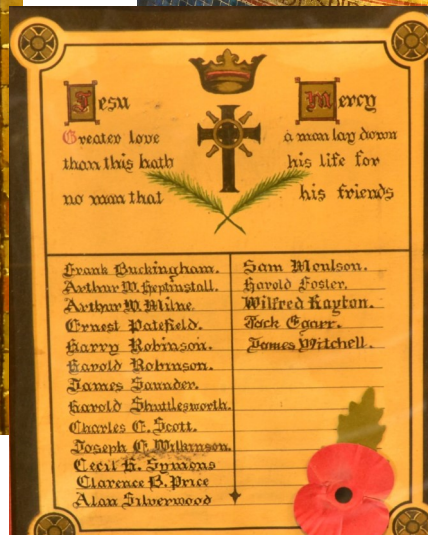 Jesu Mercy
Greater love a man lay down
than this hath his life for
no man that his friends
Frank Buckingham.
Arthur W. Heptinstall.
Arthur W. Milne.
Ernest Patefield.
Harry Robinson.
Harold Robinson.
James Saunder.
Harold Shuttlesworth.
Charles E. Scott.
Joseph E. Wilkinson.
Cecil H. Symons
Clarence B. Price
Alan Silverwood
Sam Moulson.
Harold Foster.
Wilfred Rayton.
Jack Egarr.
James Mitchell.